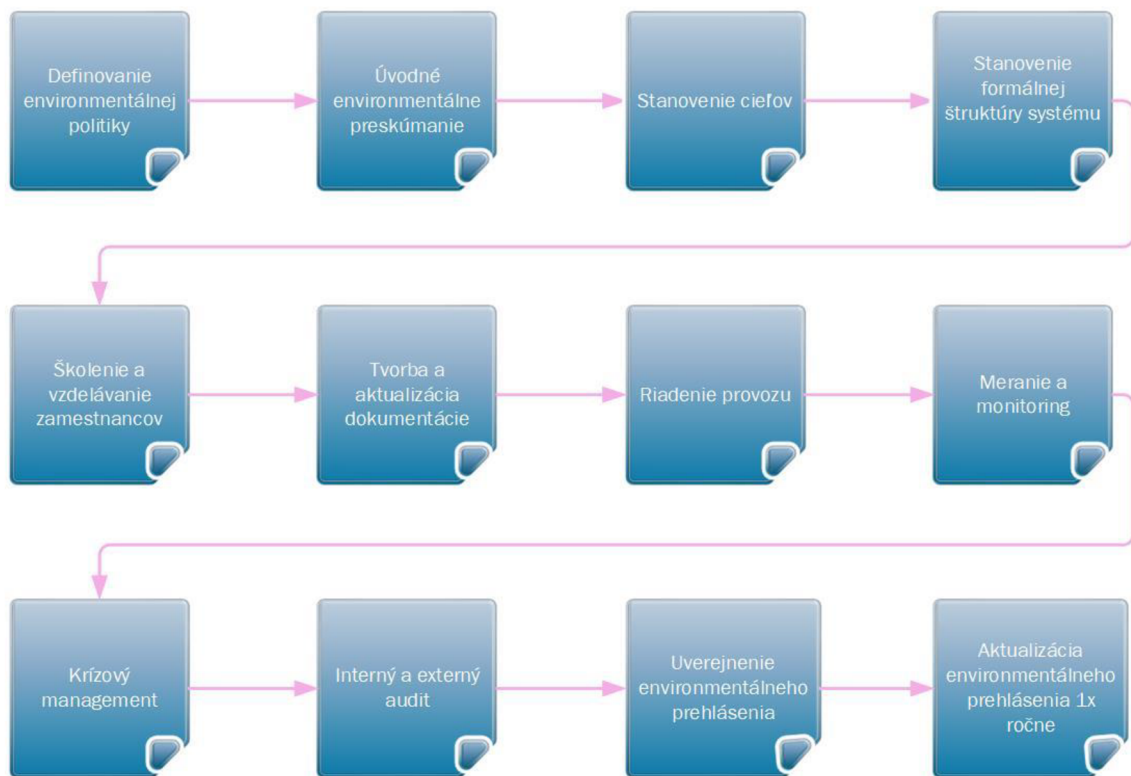 Definovanie
environmentálnej
politiky
Úvodné
environmentálne
preskúmanie
Stanovenie cieľov
Stanovenie
formálnej
štruktúry systému
Školenie a
vzdelávanie
zamestnancov
Tvorba a
aktualizácia
dokumentácie
Riadenie provozu
Meranie a
monitoring
Krízový
management
Interný a externý
audit
Uverejnenie
environmentálneho
prehlásenia
Aktualizácia
environmentálneho
prehlásenia 1x
ročne